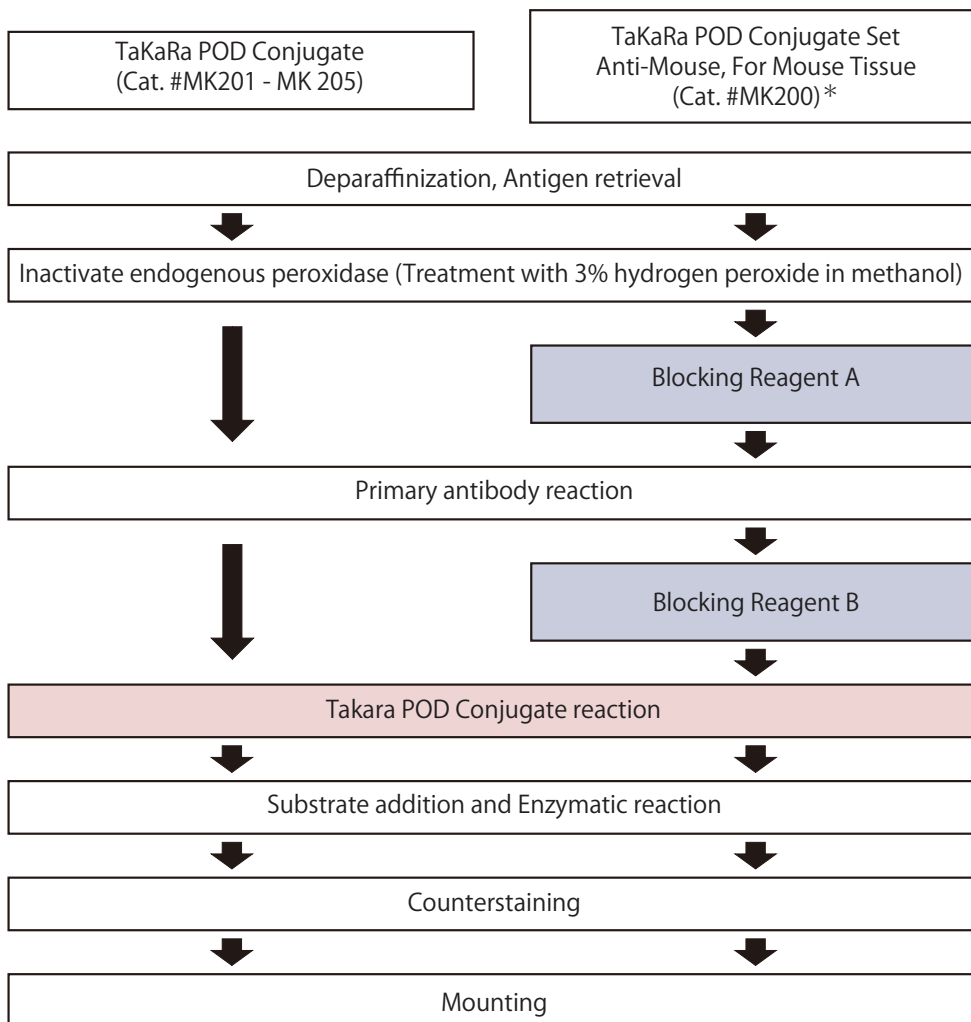 TaKaRa POD Conjugate
(Cat. #MK201 - MK 205)
TaKaRa POD Conjugate Set
Anti-Mouse, For Mouse Tissue
(Cat. #MK200)*
Deparaffinization, Antigen retrieval
Inactivate endogenous peroxidase (Treatment with 3% hydrogen peroxide in methanol)
Blocking Reagent A
Primary antibody reaction
Blocking Reagent B
Takara POD Conjugate reaction
Substrate addition and Enzymatic reaction
Counterstaining
Mounting